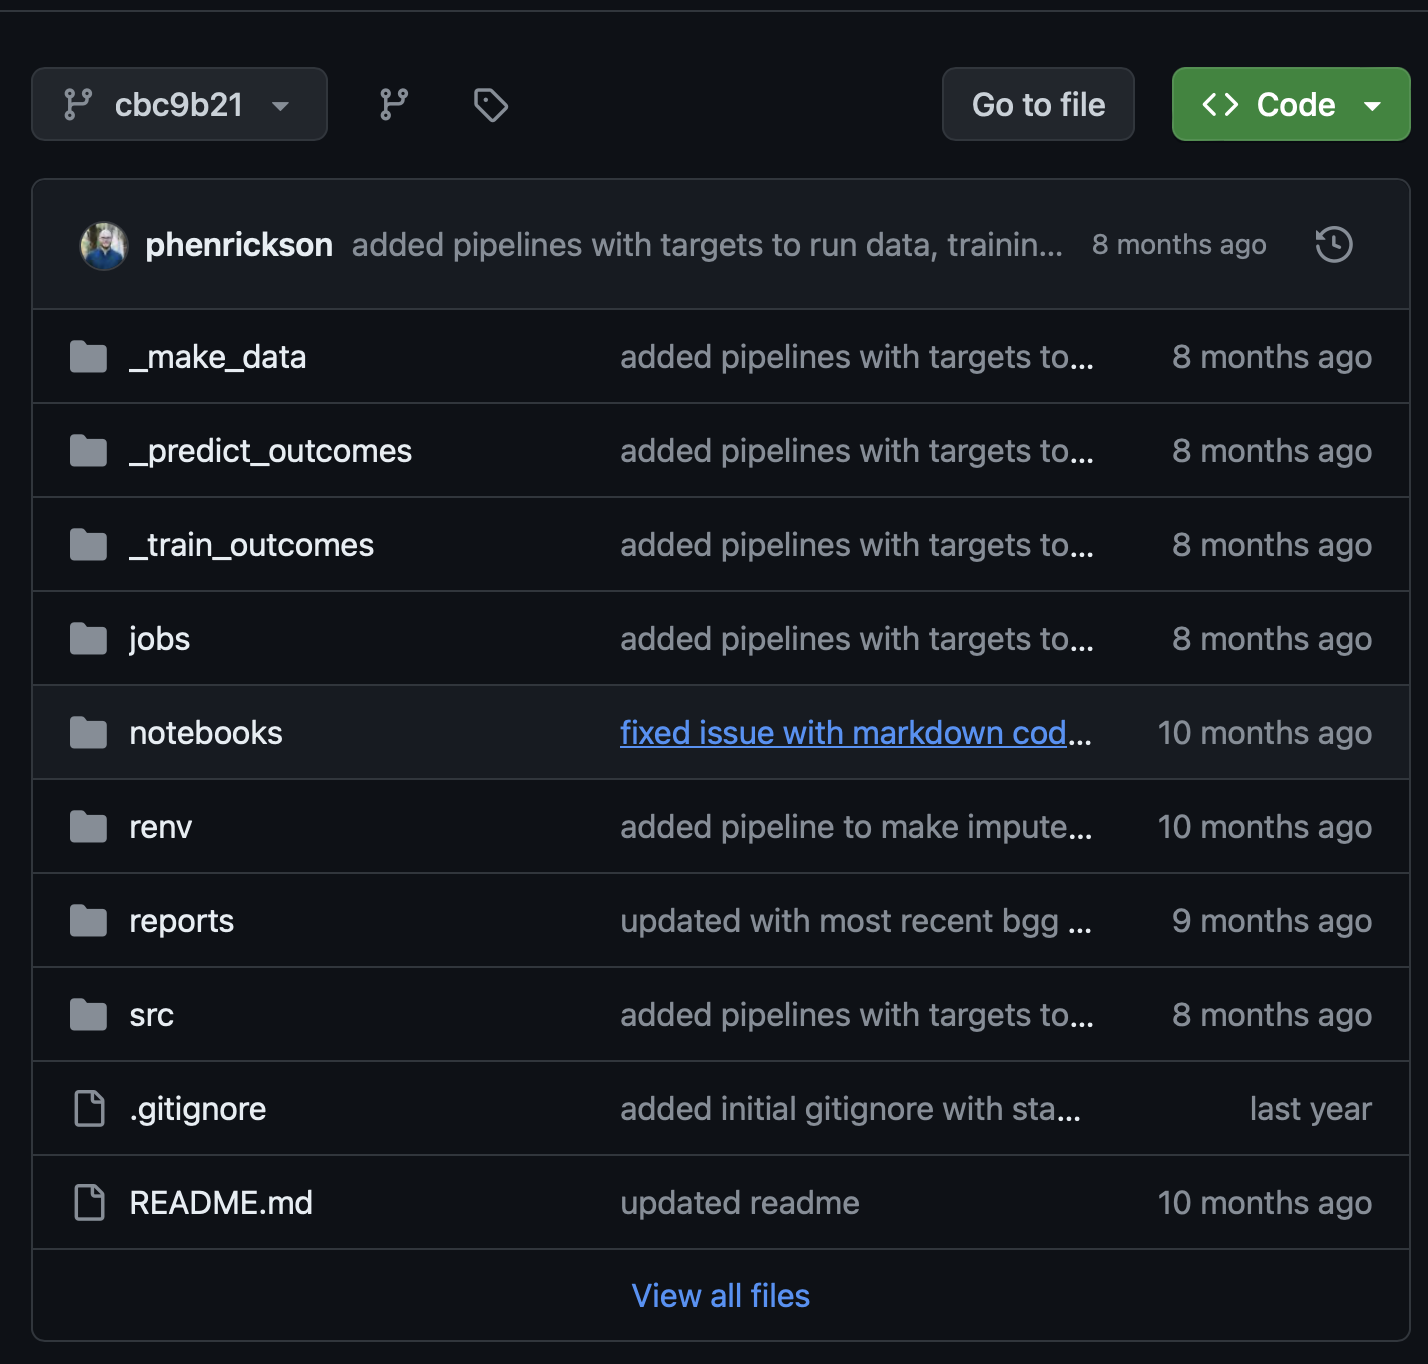 cbc9b21 Go to file Code
phenrickson added pipelines with targets to run data, trainin... 8 months ago
_make_data added pipelines with targets to... 8 months ago
_predict_outcomes added pipelines with targets to... 8 months ago
_train_outcomes added pipelines with targets to... 8 months ago
jobs added pipelines with targets to... 8 months ago
notebooks fixed issue with markdown cod... 10 months ago
renv added pipeline to make impute... 10 months ago
reports updated with most recent bgg ... 9 months ago
src added pipelines with targets to... 8 months ago
.gitignore added initial gitignore with sta... last year
README.md updated readme 10 months ago
View all files